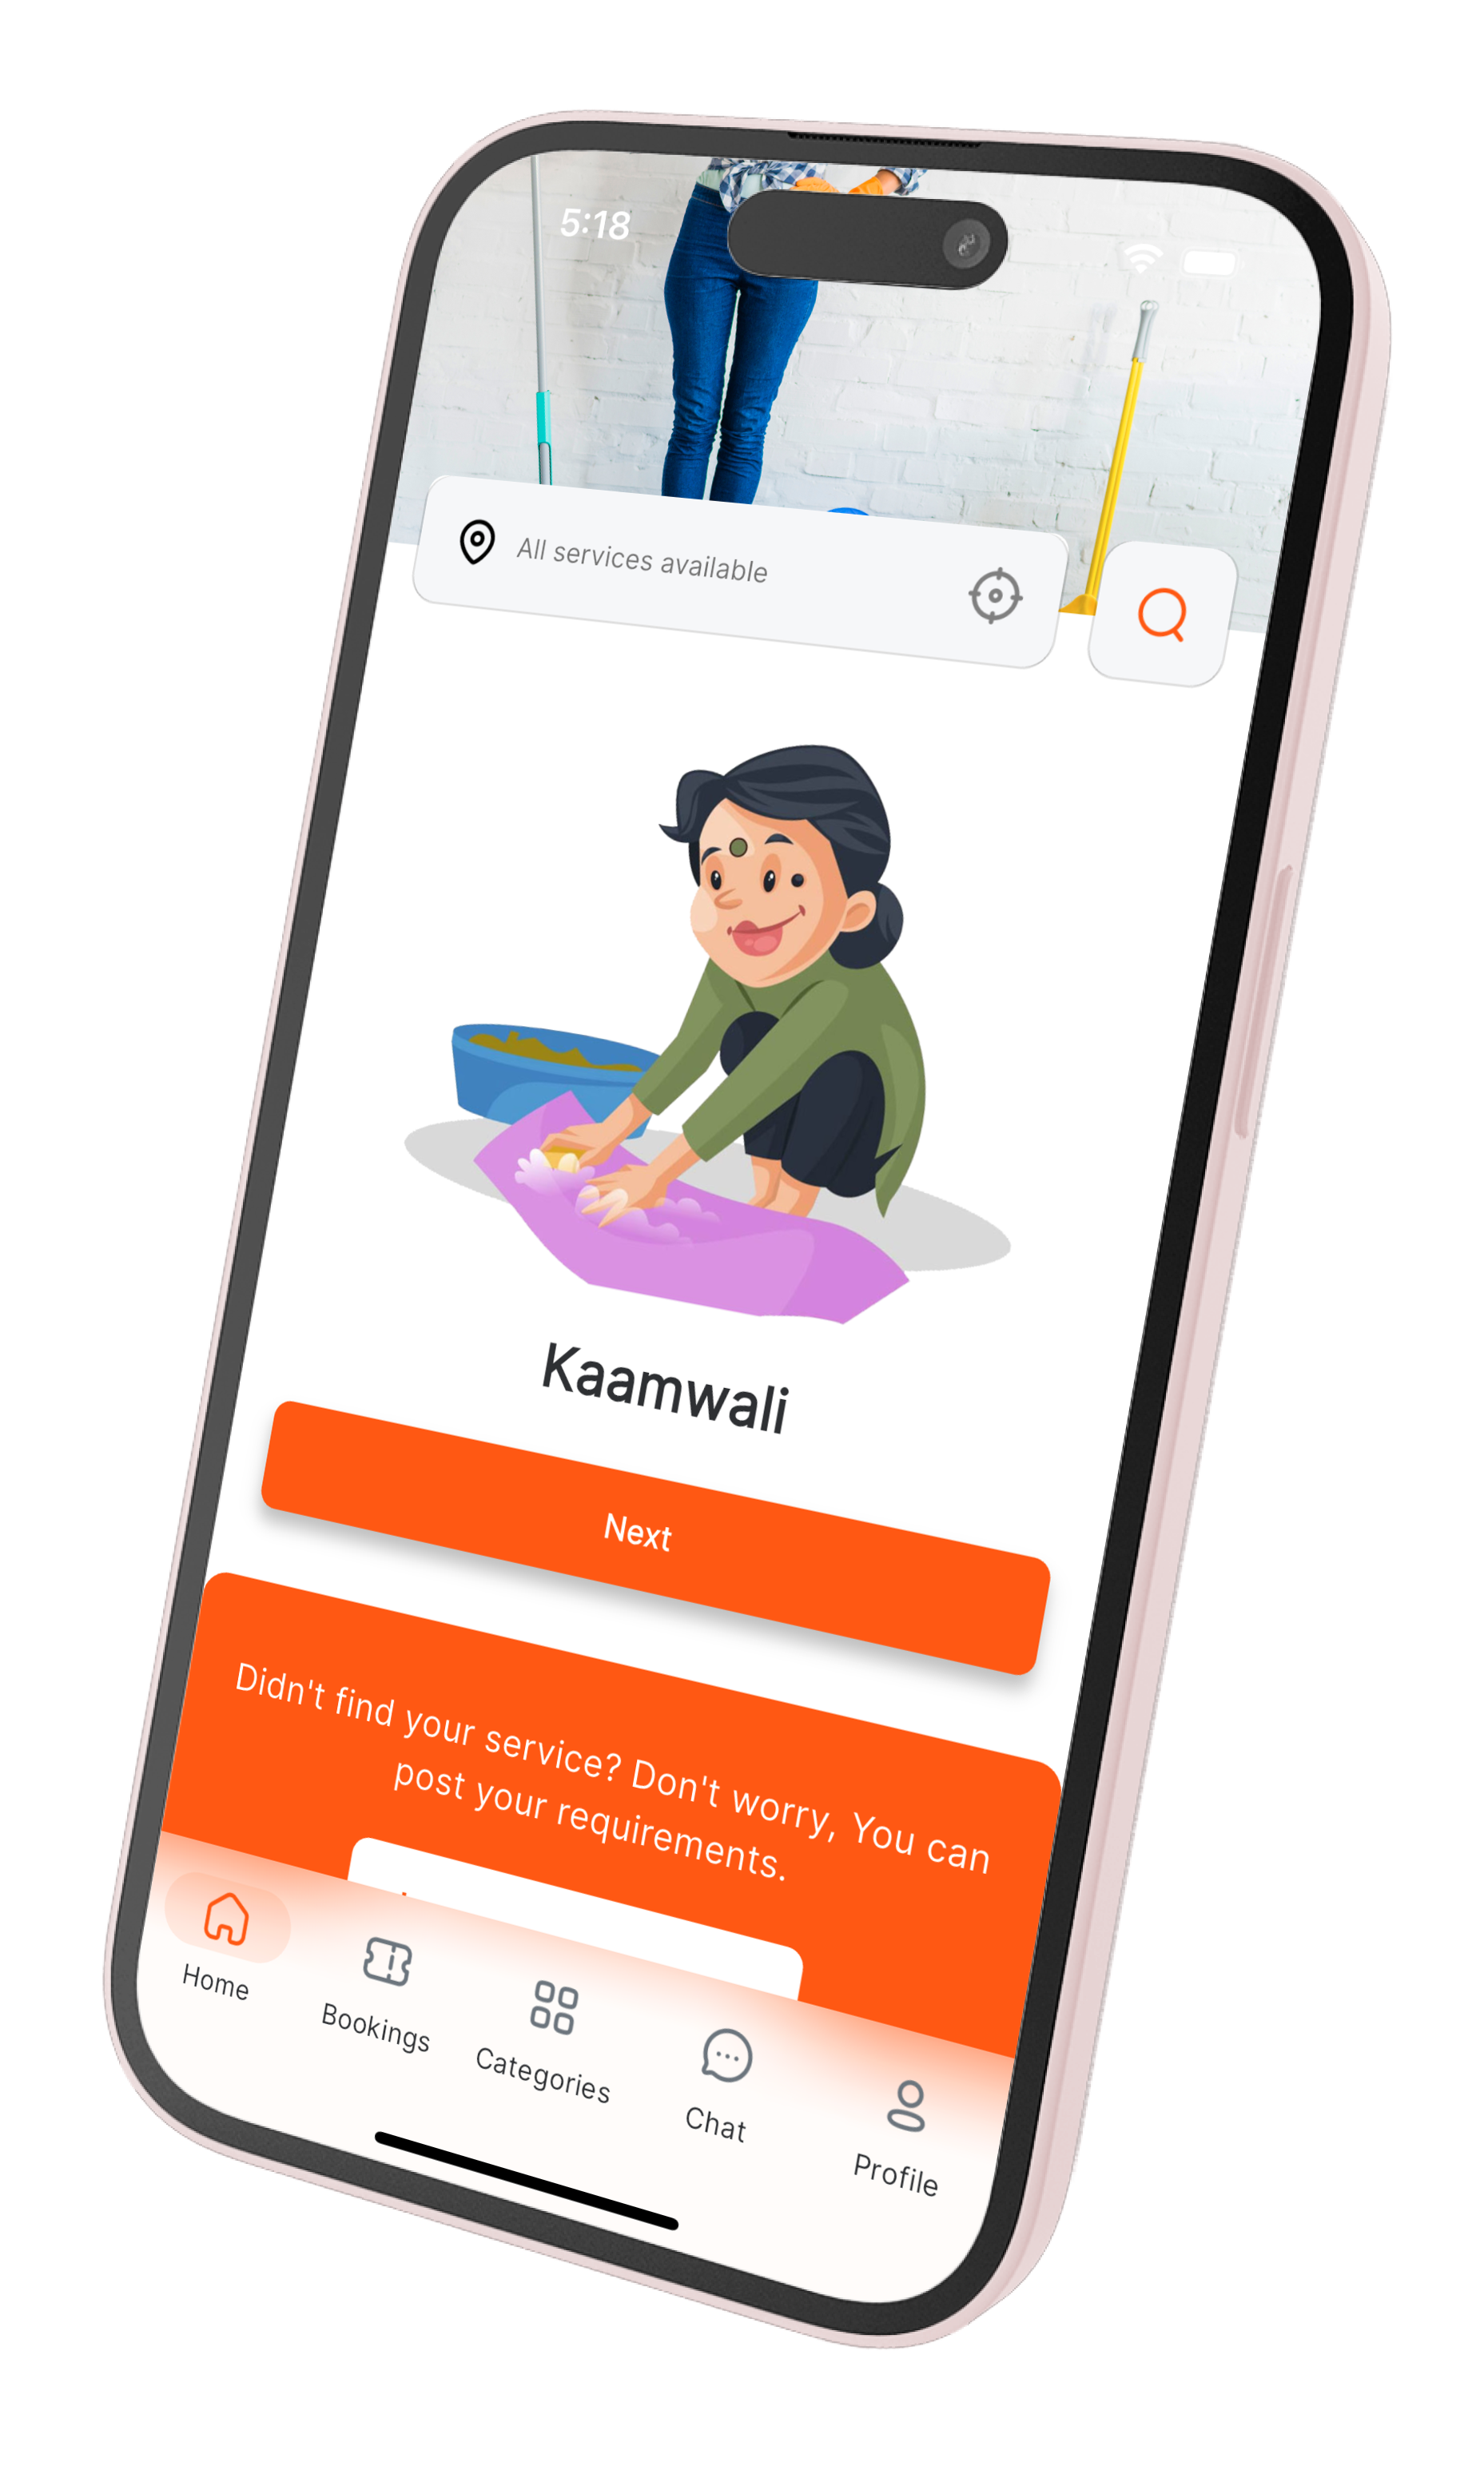 5:18
All services available
Kaamwali
Next
Didn't find your service? Don't worry, You can
post your requirements.
Home
Bookings
Categories
Chat
Profile